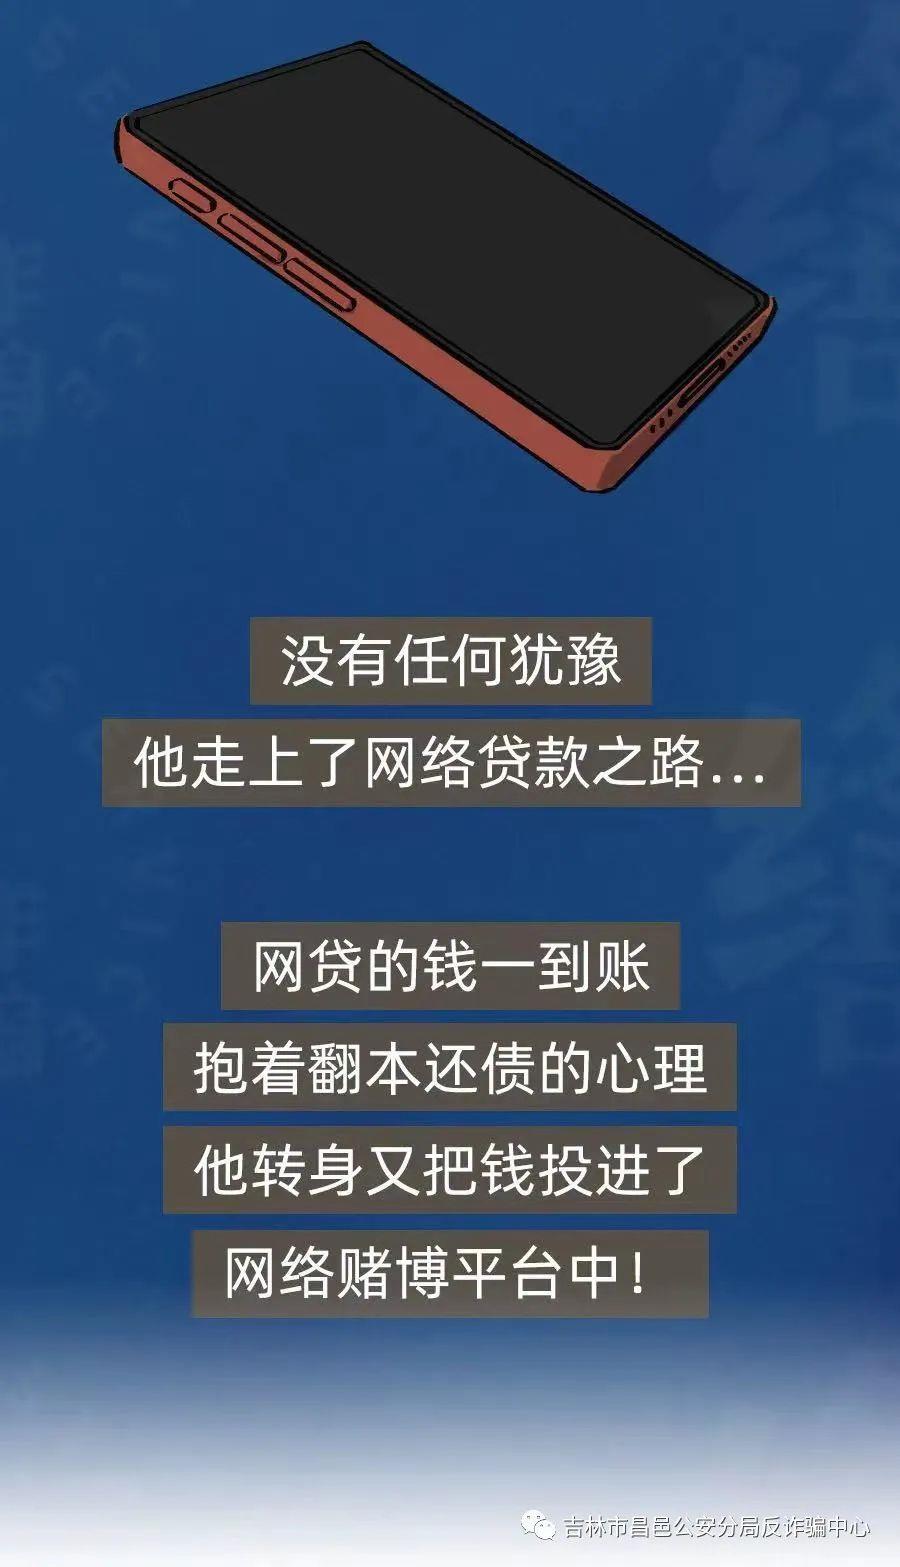 没有任何犹豫
他走上了网络贷款之路...
网贷的钱一到账
抱着翻本还债的心理
他转身又把钱投进了
网络赌博平台中！
吉林市昌邑公安分局反诈骗中心